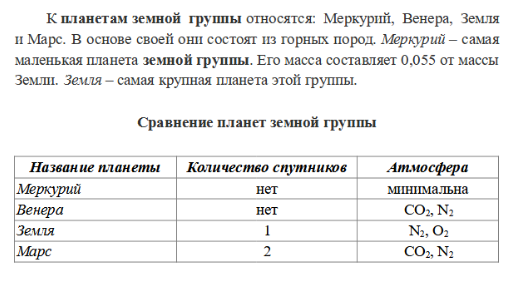 К планетам земной группы относятся: Меркурий, Венера, Земля
и Марс. В основе своей они состоят из горных пород. Меркурий – самая
маленькая планета земной группы. Его масса составляет 0,055 от массы
Земли. Земля – самая крупная планета этой группы.
Сравнение планет земной группы
Название планеты Количество спутников Атмосфера
Меркурий нет минимальна
Венера нет CO₂, N₂
Земля 1 N₂, O₂
Марс 2 CO₂, N₂